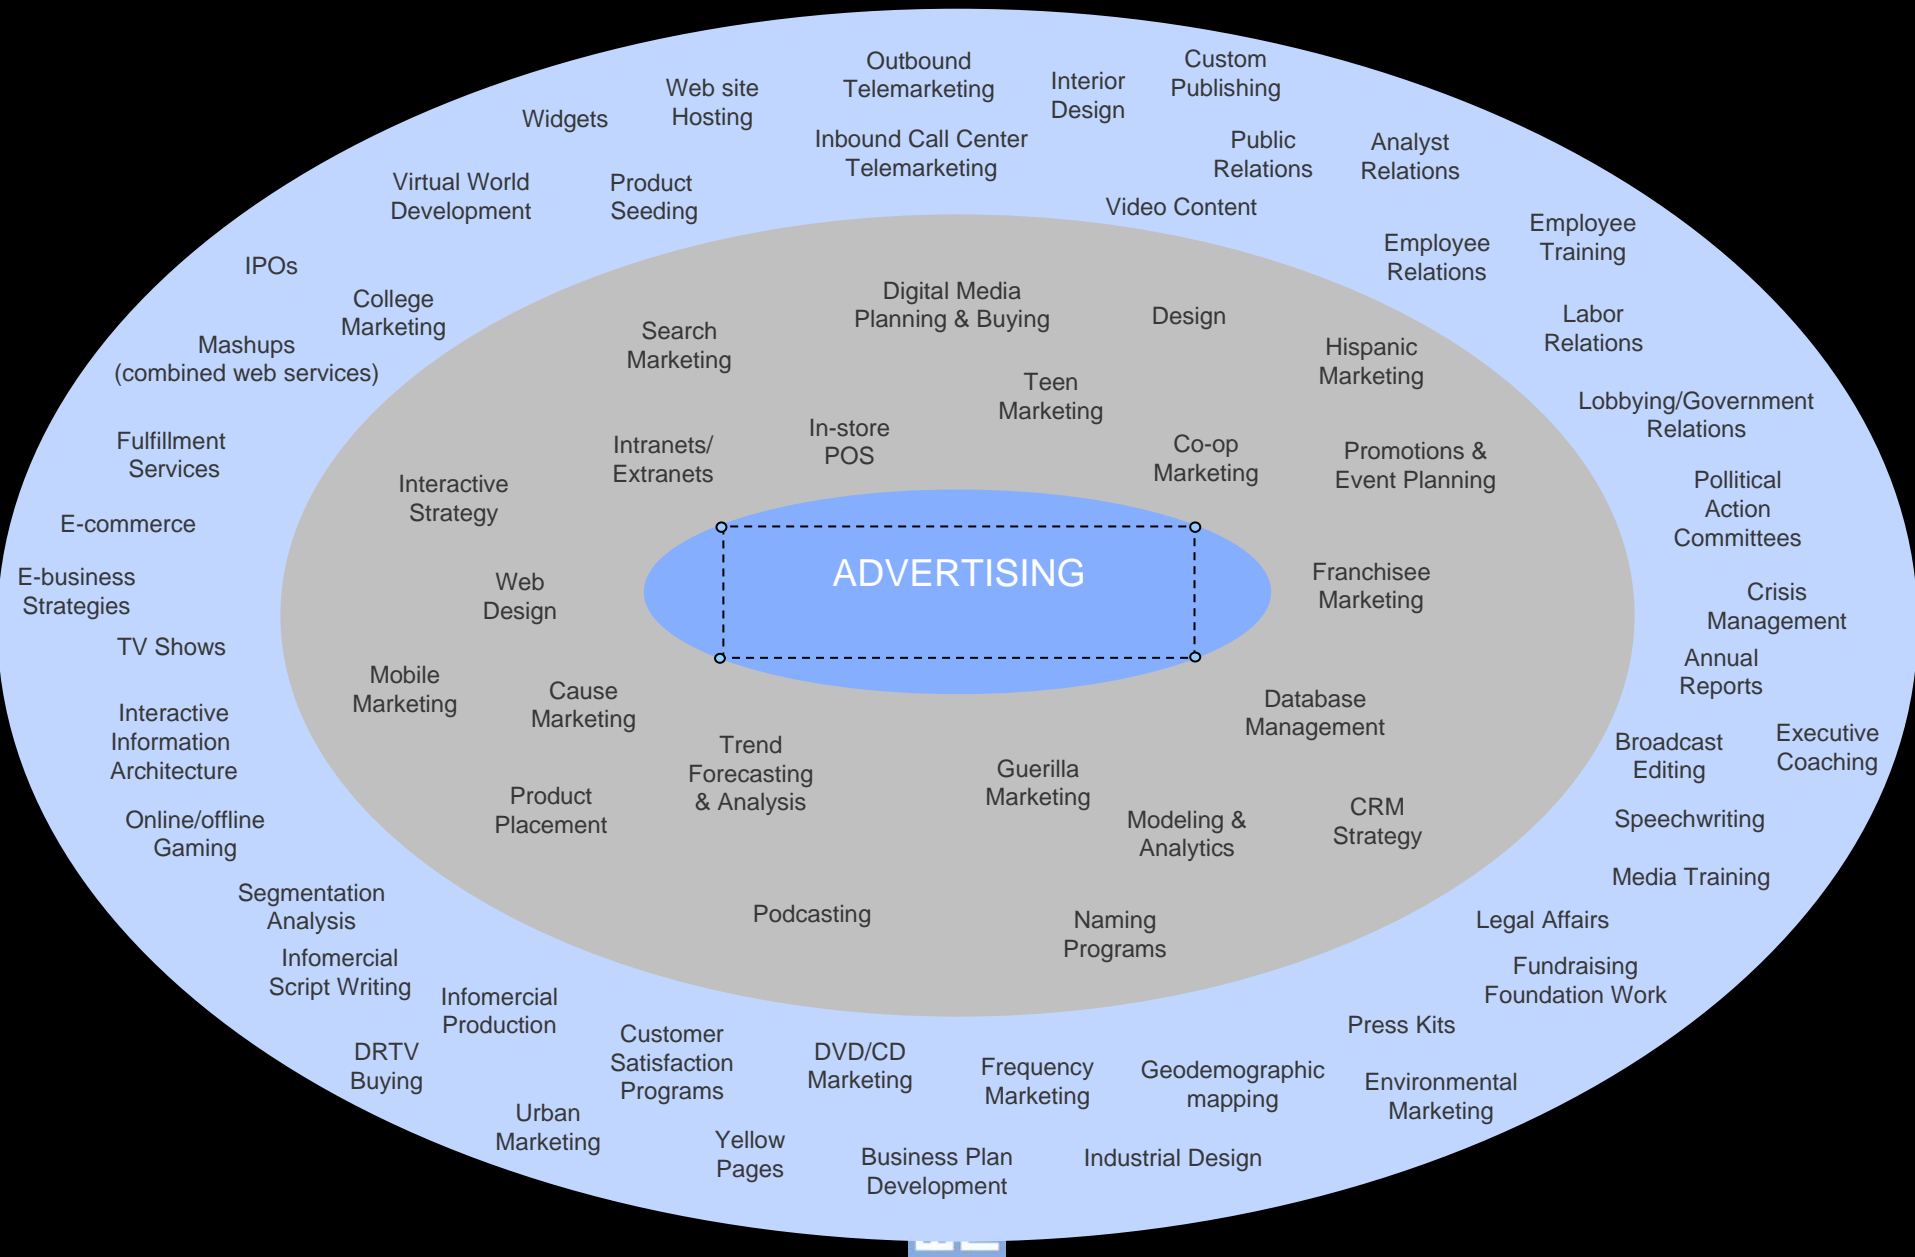 Outbound
Telemarketing
Custom
Publishing
Interior
Design
Web site
Hosting
Widgets
Inbound Call Center
Telemarketing
Public
Relations
Analyst
Relations
Virtual World
Development
Product
Seeding
Video Content
Employee
Training
Employee
Relations
IPOs
College
Marketing
Labor
Relations
Mashups
(combined web services)
Digital Media
Planning & Buying
Design
Search
Marketing
Hispanic
Marketing
Teen
Marketing
Lobbying/Government
Relations
Fulfillment
Services
Intranets/
Extranets
In-store
POS
Co-op
Marketing
Promotions &
Event Planning
Interactive
Strategy
Pollitical
Action
Committees
E-commerce
E-business
Strategies
Web
Design
ADVERTISING
Franchisee
Marketing
Crisis
Management
TV Shows
Mobile
Marketing
Cause
Marketing
Database
Management
Annual
Reports
Interactive
Information
Architecture
Trend
Forecasting
& Analysis
Guerilla
Marketing
Broadcast
Editing
Executive
Coaching
Product
Placement
Modeling &
Analytics
CRM
Strategy
Online/offline
Gaming
Speechwriting
Media Training
Segmentation
Analysis
Podcasting
Naming
Programs
Legal Affairs
Infomercial
Script Writing
Fundraising
Foundation Work
Infomercial
Production
Press Kits
Customer
Satisfaction
Programs
DRTV
Buying
DVD/CD
Marketing
Frequency
Marketing
Geodemographic
mapping
Environmental
Marketing
Urban
Marketing
Yellow
Pages
Business Plan
Development
Industrial Design